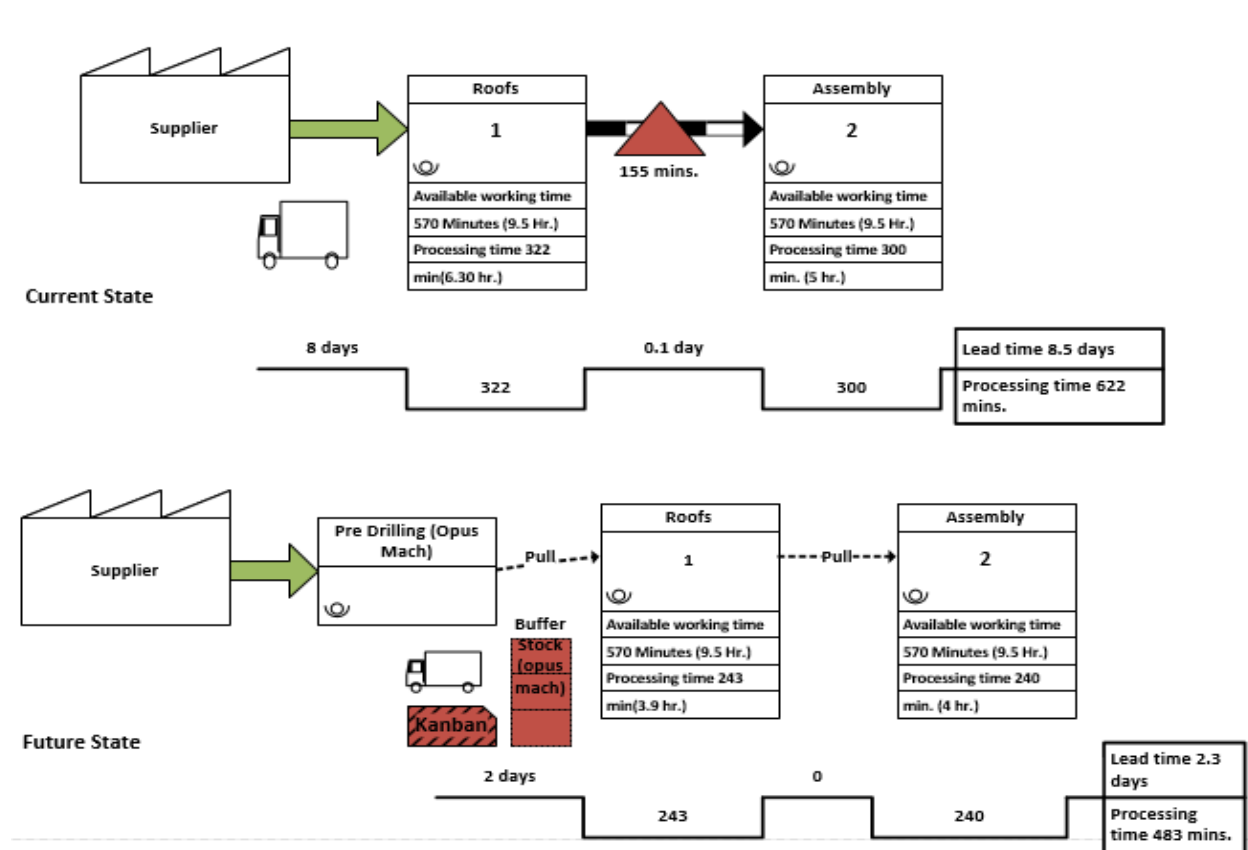 Supplier
Roofs
1
Available working time
570 Minutes (9.5 Hr.)
Processing time 322
min(6.30 hr.)
155 mins.
Assembly
2
Available working time
570 Minutes (9.5 Hr.)
Processing time 300
min. (5 hr.)
Current State
8 days
322
0.1 day
300
Lead time 8.5 days
Processing time 622
mins.
Supplier
Pre Drilling (Opus
Mach)
Pull
Buffer
Stock
(opus
mach)
Kanban
Roofs
1
Available working time
570 Minutes (9.5 Hr.)
Processing time 243
min(3.9 hr.)
Pull
Assembly
2
Available working time
570 Minutes (9.5 Hr.)
Processing time 240
min. (4 hr.)
Future State
2 days
243
0
240
Lead time 2.3
days
Processing
time 483 mins.